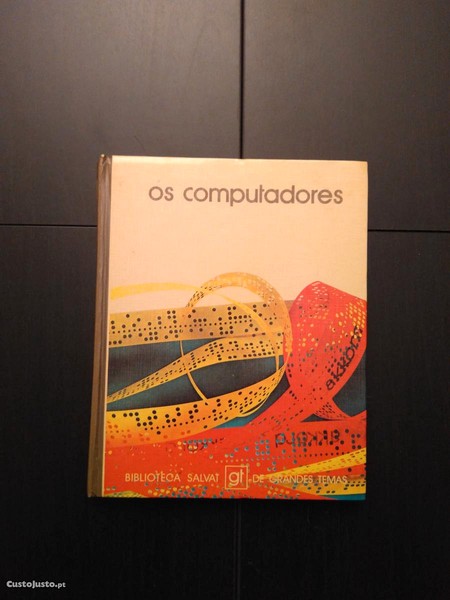 os computadores
BIBLIOTECA SALVAT gt DE GRANDES TEMAS
CustoJusto.pt